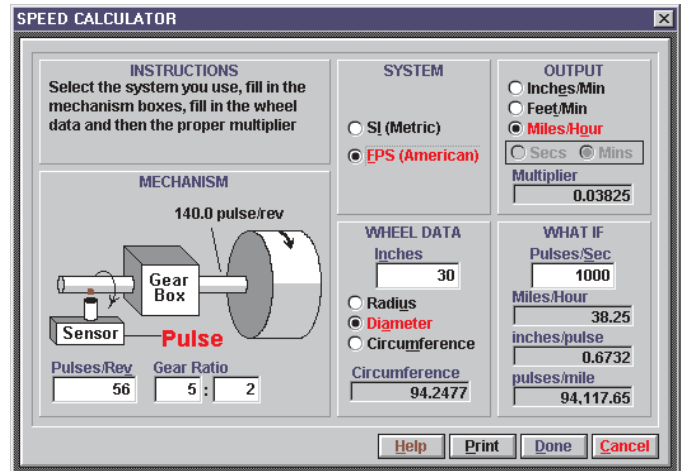 SPEED CALCULATOR
INSTRUCTIONS
Select the system you use, fill in the
mechanism boxes, fill in the wheel
data and then the proper multiplier
SYSTEM
SI (Metric)
FPS (American)
OUTPUT
Inches/Min
Feet/Min
Miles/Hour
Secs Mins
Multiplier
0.03825
MECHANISM
140.0 pulse/rev
Gear
Box
Sensor
Pulse
Pulses/Rev
56
Gear Ratio
5 : 2
WHEEL DATA
Inches
30
Radius
Diameter
Circumference
Circumference
94.2477
WHAT IF
Pulses/Sec
1000
Miles/Hour
38.25
inches/pulse
0.6732
pulses/mile
94,117.65
Help Print Done Cancel